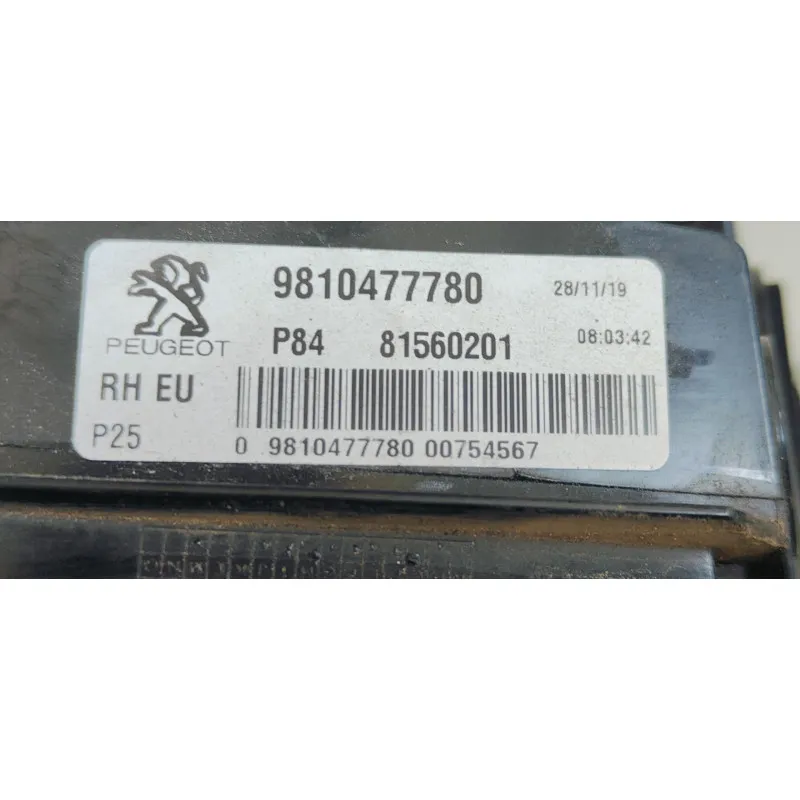 9810477780 28/11/19
PEUGEOT P84 81560201 08:03:42
RH EU
P25 0 9810477780 00754567